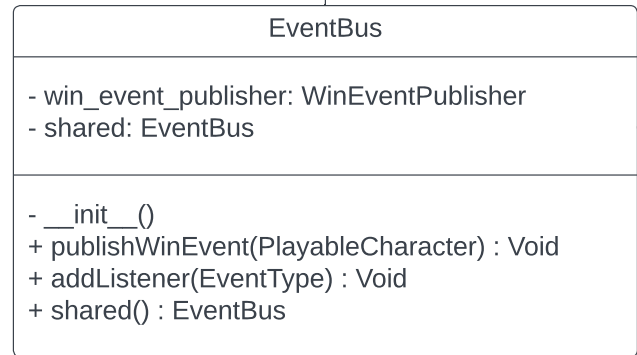 EventBus
- win_event_publisher: WinEventPublisher
- shared: EventBus
- __init__()
+ publishWinEvent(PlayableCharacter) : Void
+ addListener(EventType) : Void
+ shared() : EventBus